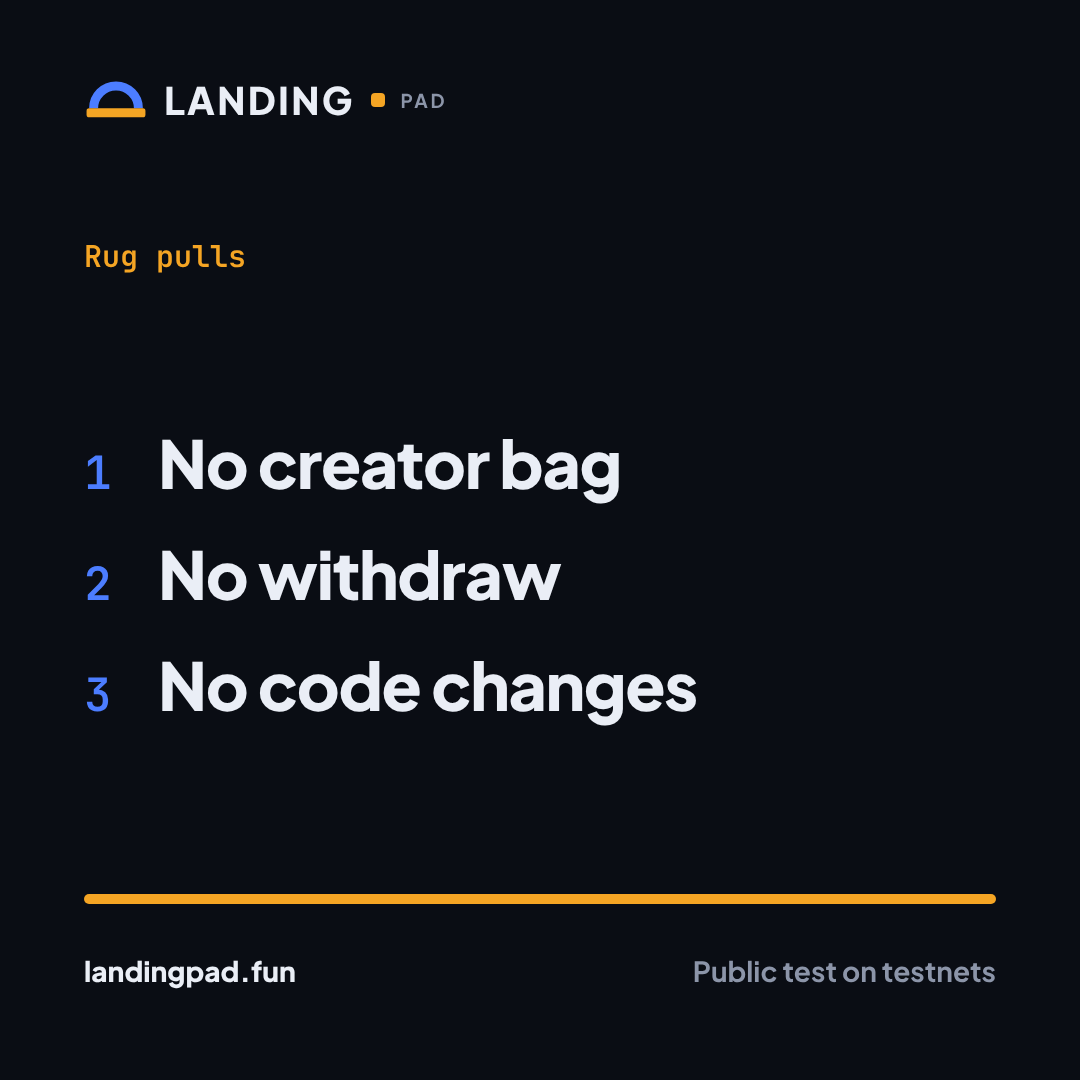 LANDING PAD
Rug pulls
1 No creator bag
2 No withdraw
3 No code changes
landingpad.fun
Public test on testnets